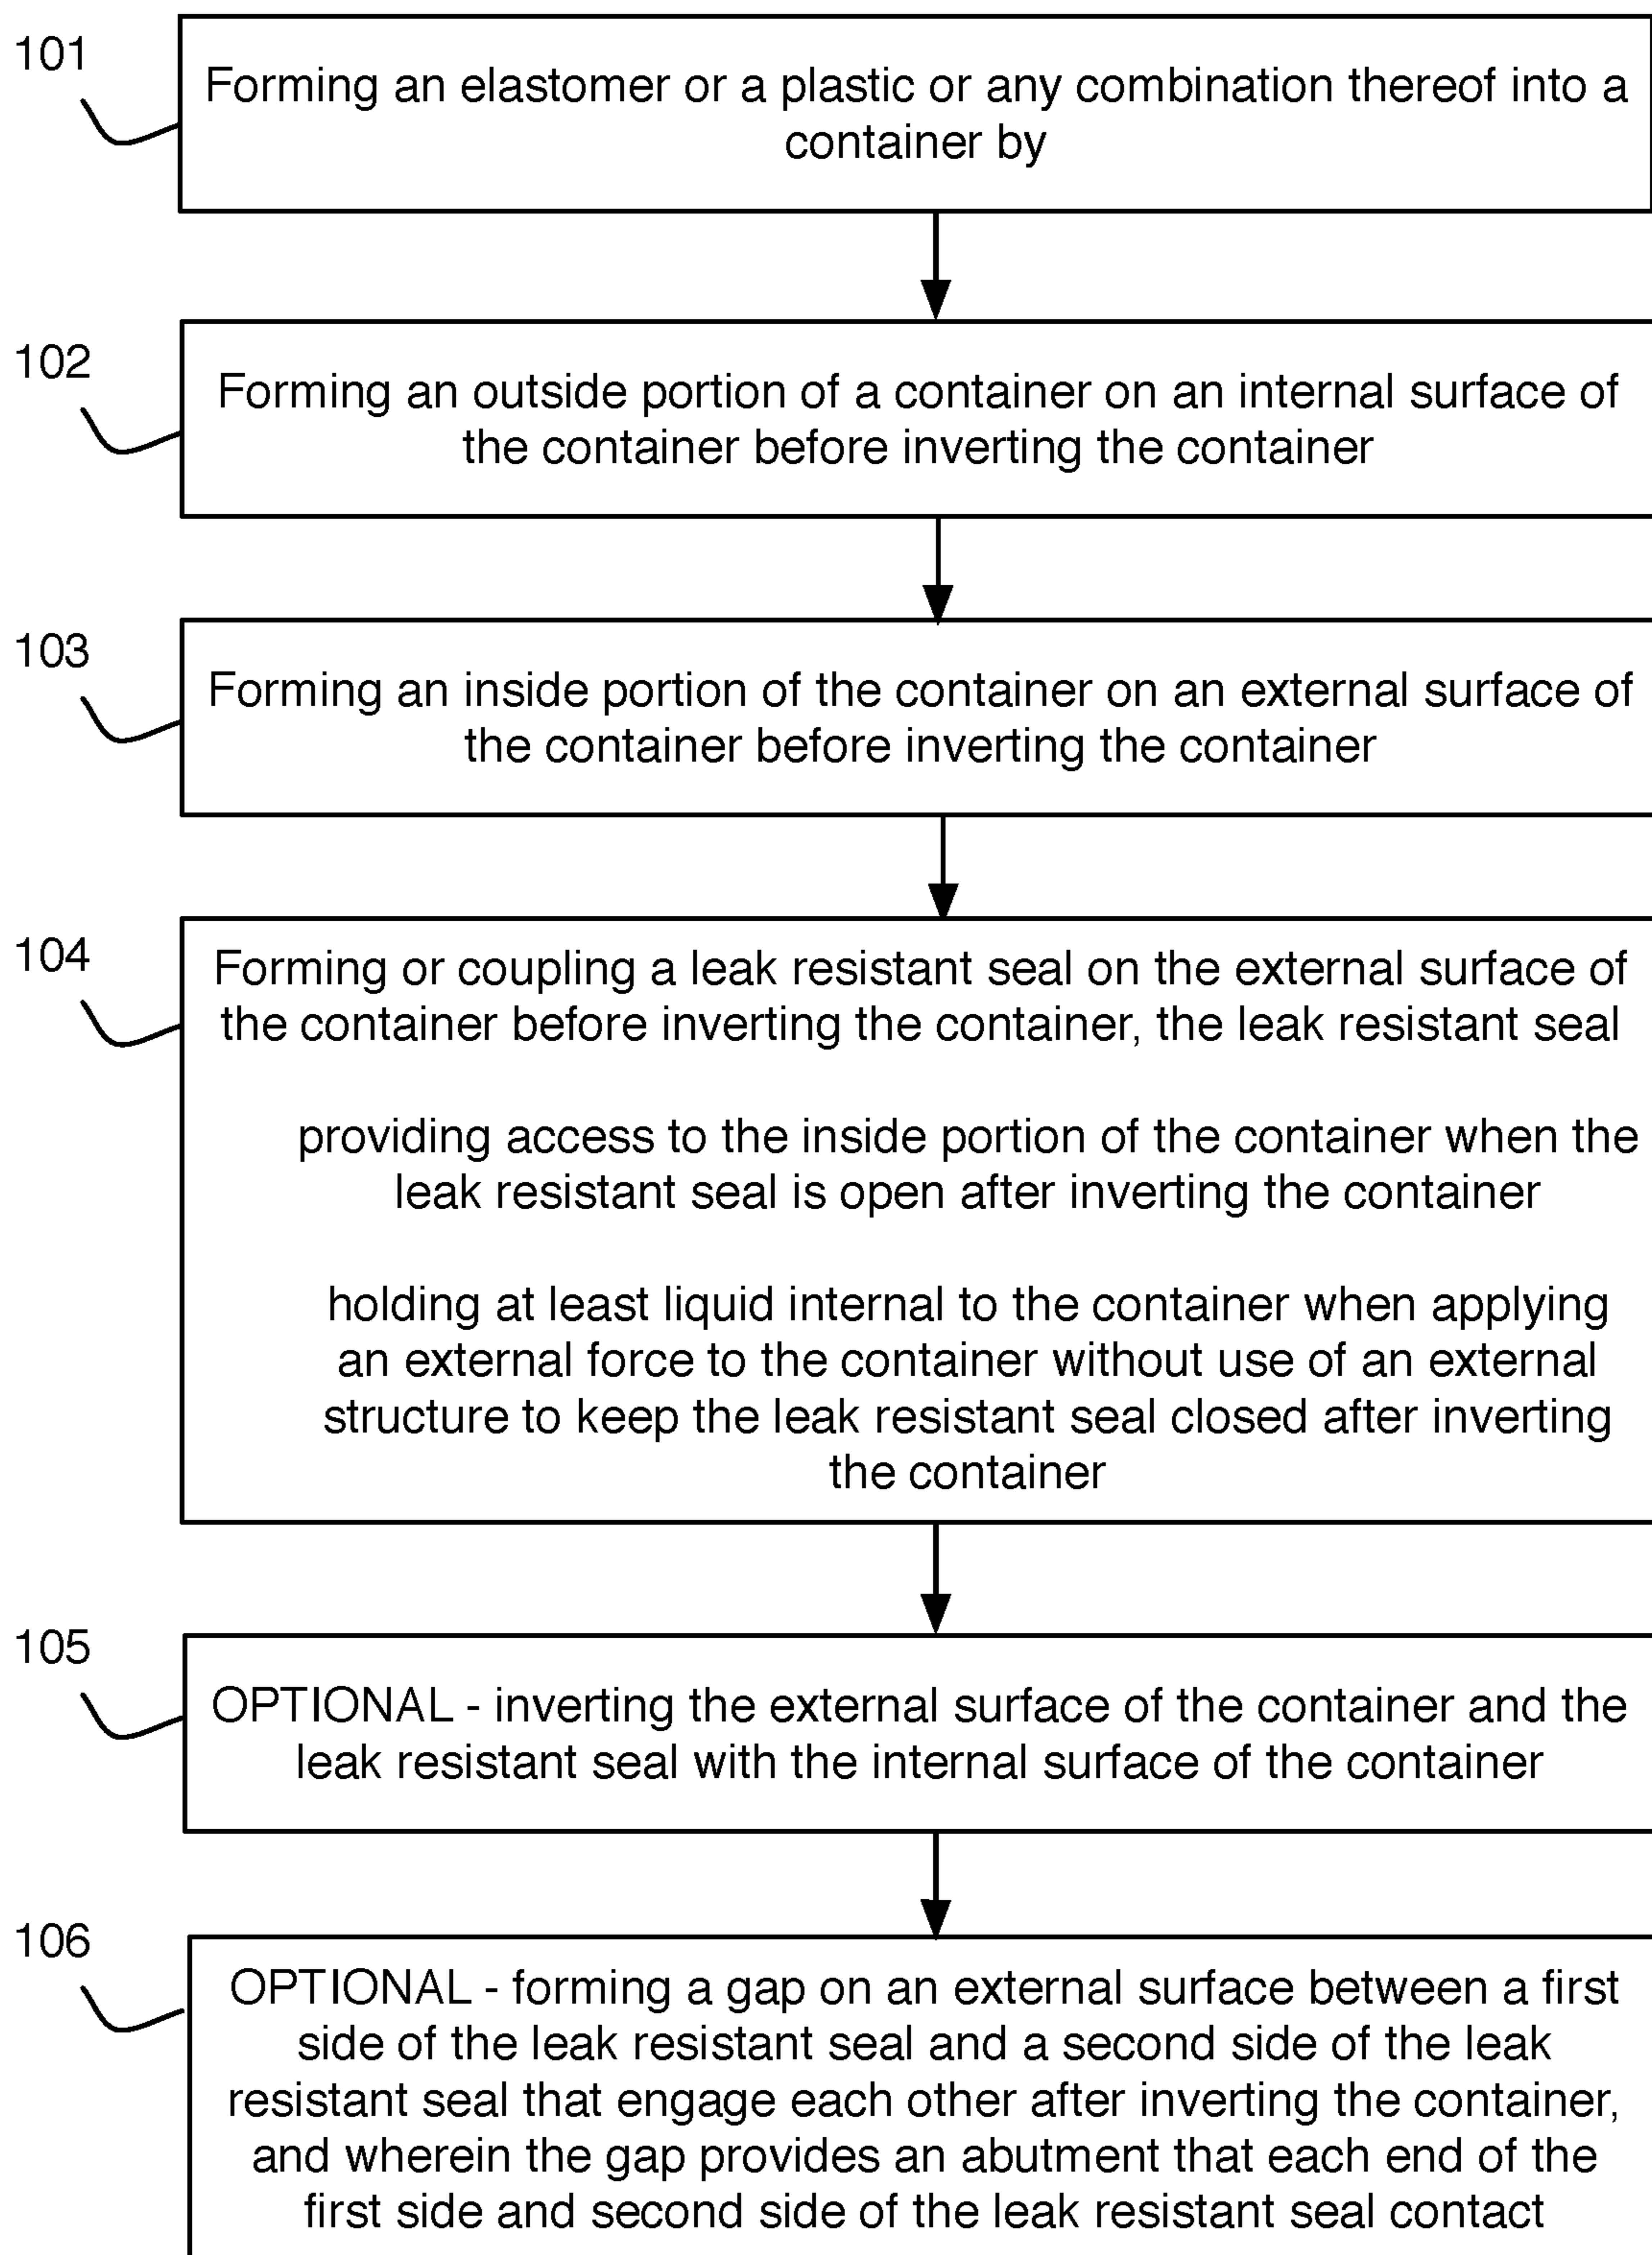 101
Forming an elastomer or a plastic or any combination thereof into a
container by
102
Forming an outside portion of a container on an internal surface of
the container before inverting the container
103
Forming an inside portion of the container on an external surface of
the container before inverting the container
104
Forming or coupling a leak resistant seal on the external surface of
the container before inverting the container, the leak resistant seal
providing access to the inside portion of the container when the
leak resistant seal is open after inverting the container
holding at least liquid internal to the container when applying
an external force to the container without use of an external
structure to keep the leak resistant seal closed after inverting
the container
105
OPTIONAL - inverting the external surface of the container and the
leak resistant seal with the internal surface of the container
106
OPTIONAL - forming a gap on an external surface between a first
side of the leak resistant seal and a second side of the leak
resistant seal that engage each other after inverting the container,
and wherein the gap provides an abutment that each end of the
first side and second side of the leak resistant seal contact